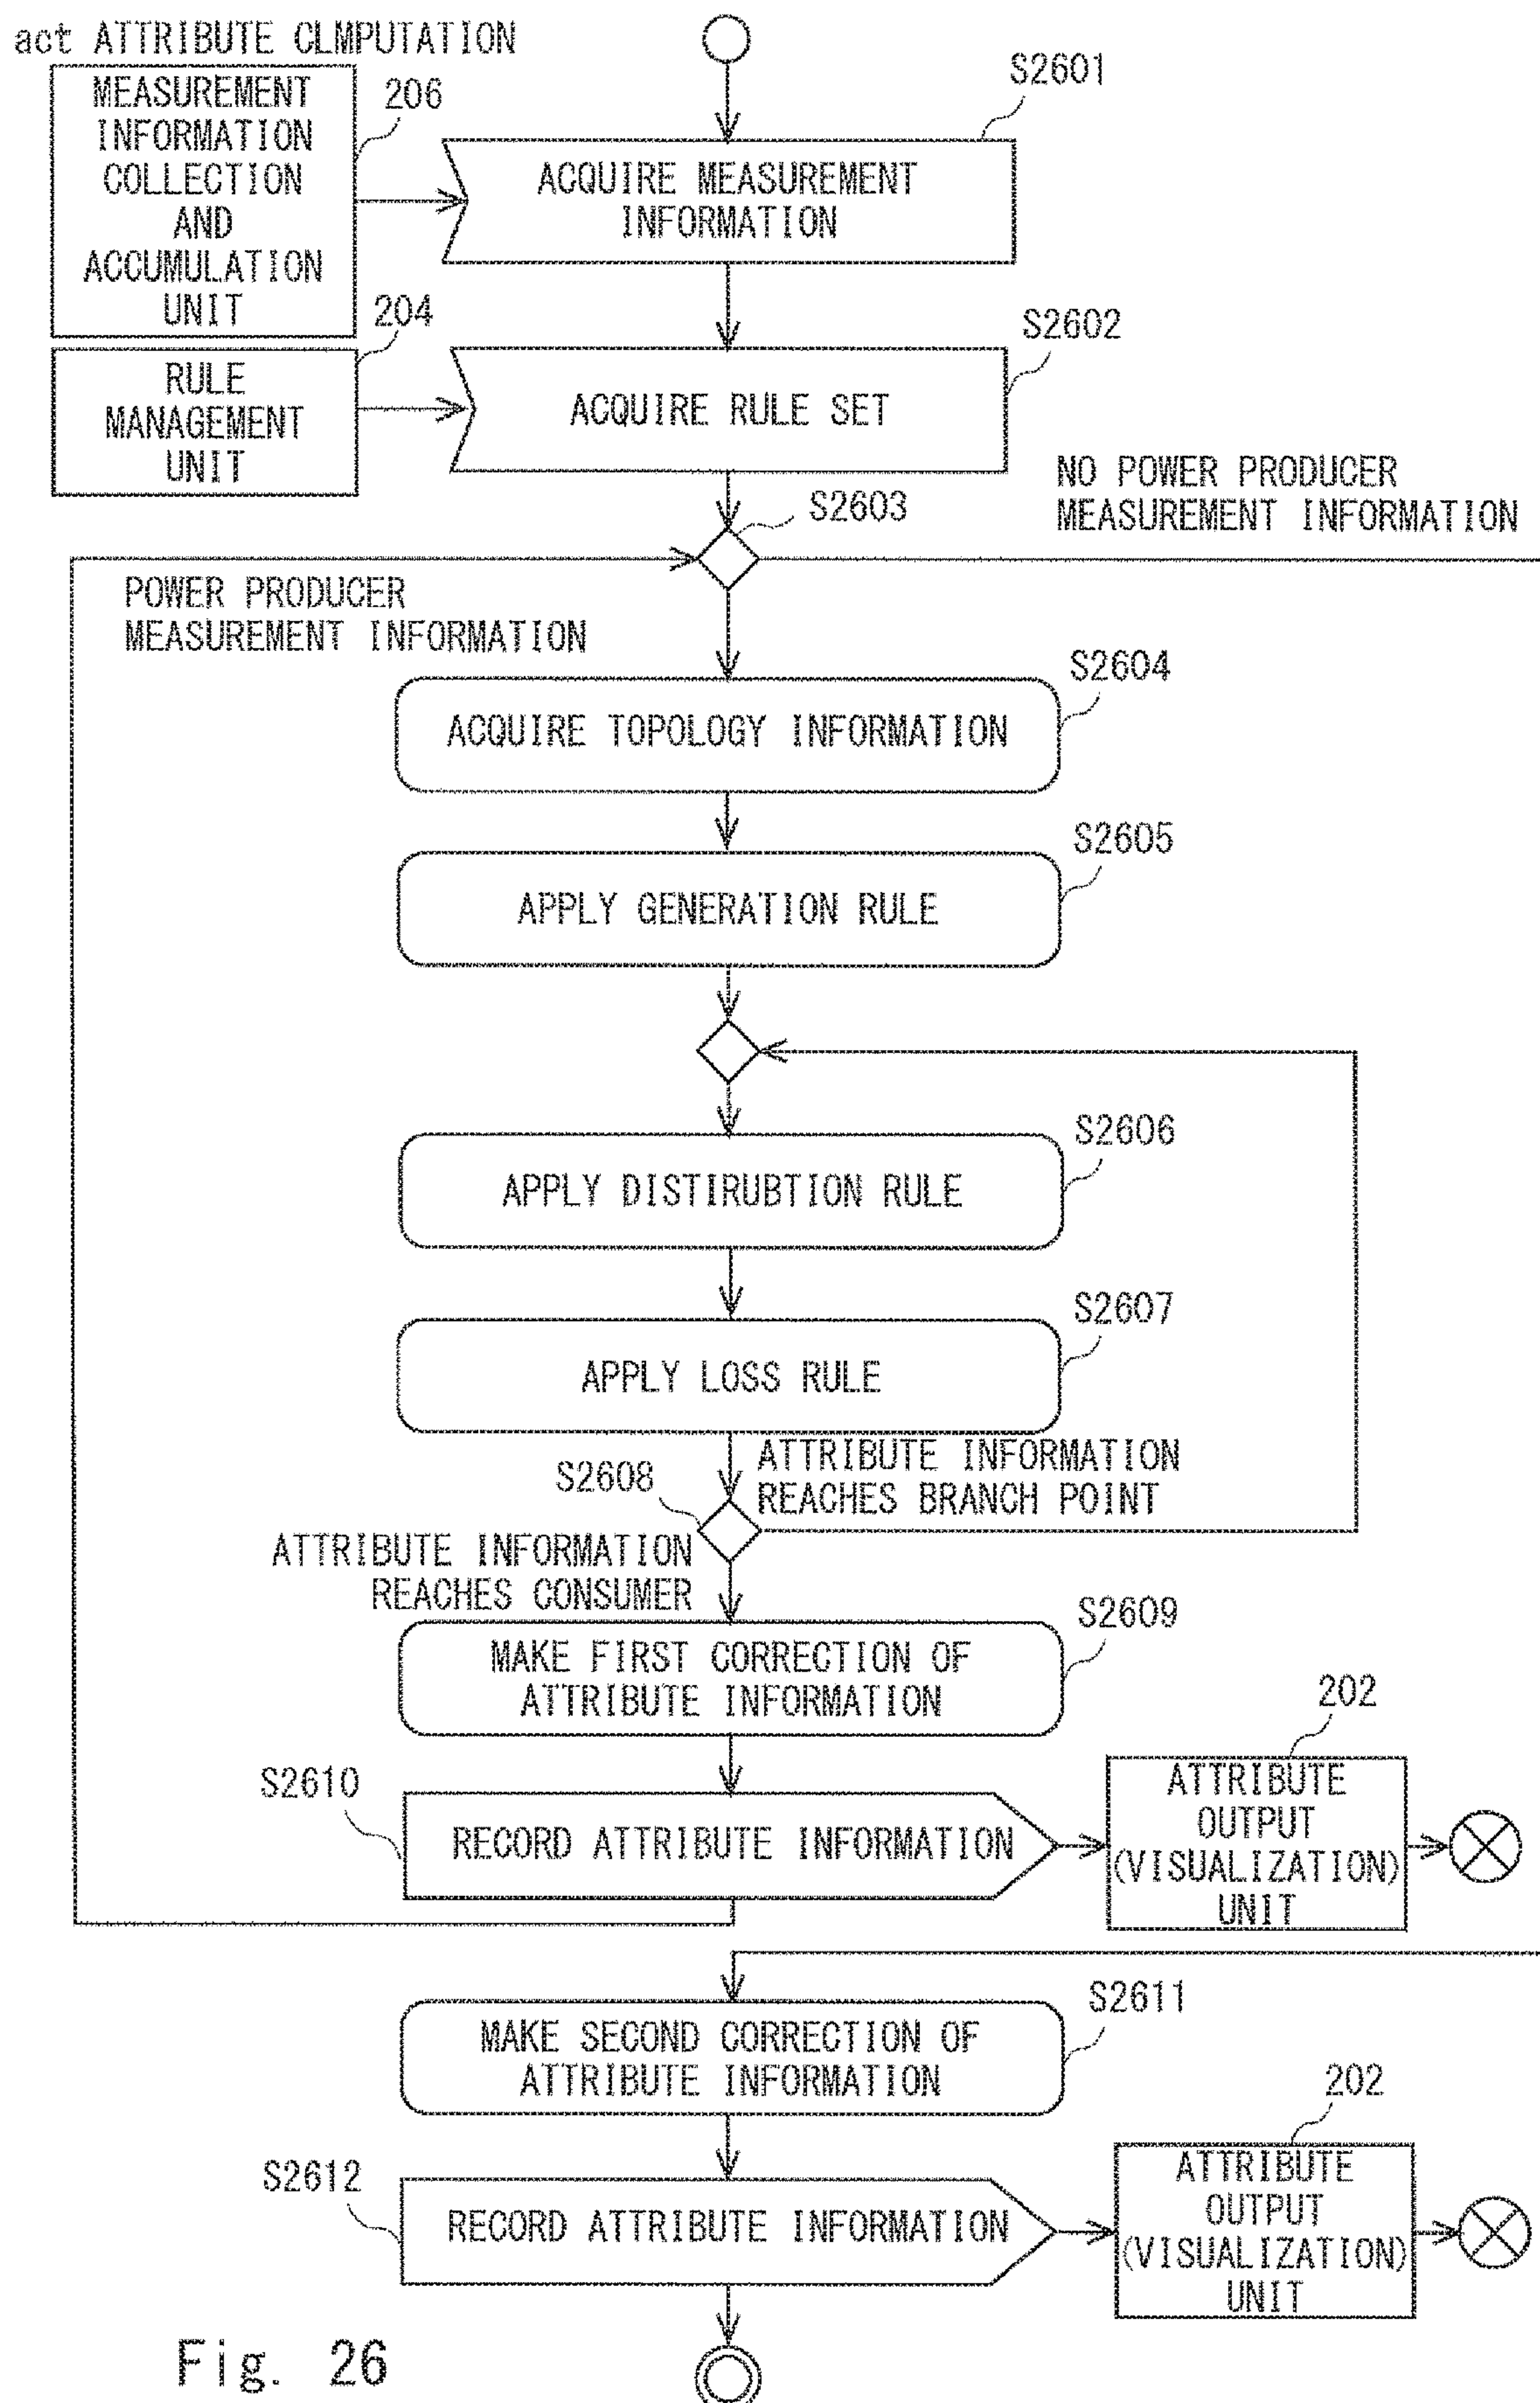 act ATTRIBUTE CLMPUTATION
MEASUREMENT
INFORMATION
COLLECTION
AND
ACCUMULATION
UNIT
206
S2601
ACQUIRE MEASUREMENT
INFORMATION
RULE
MANAGEMENT
UNIT
204
S2602
ACQUIRE RULE SET
S2603
NO POWER PRODUCER
MEASUREMENT INFORMATION
POWER PRODUCER
MEASUREMENT INFORMATION
S2604
ACQUIRE TOPOLOGY INFORMATION
S2605
APPLY GENERATION RULE
S2606
APPLY DISTIRUBTION RULE
S2607
APPLY LOSS RULE
S2608
ATTRIBUTE INFORMATION
REACHES BRANCH POINT
ATTRIBUTE INFORMATION
REACHES CONSUMER
S2609
MAKE FIRST CORRECTION OF
ATTRIBUTE INFORMATION
S2610
RECORD ATTRIBUTE INFORMATION
202
ATTRIBUTE
OUTPUT
(VISUALIZATION)
UNIT
S2611
MAKE SECOND CORRECTION OF
ATTRIBUTE INFORMATION
S2612
RECORD ATTRIBUTE INFORMATION
202
ATTRIBUTE
OUTPUT
(VISUALIZATION)
UNIT
Fig. 26